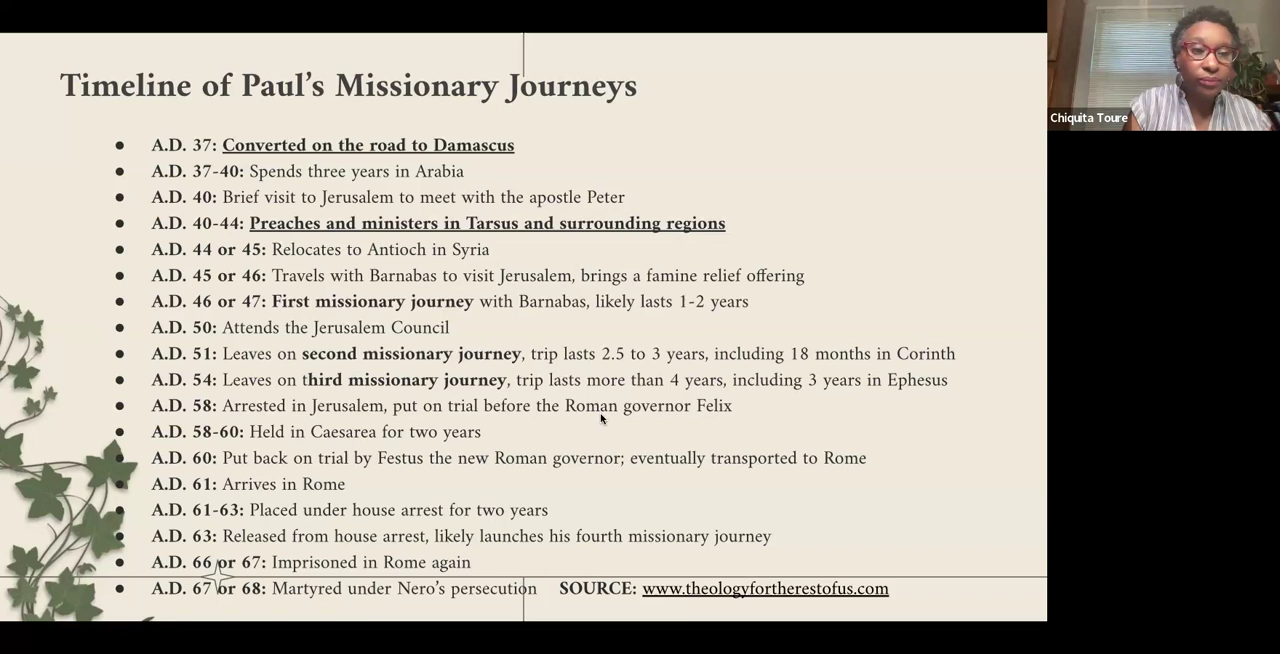 Timeline of Paul's Missionary Journeys
● A.D. 37: Converted on the road to Damascus
● A.D. 37-40: Spends three years in Arabia
● A.D. 40: Brief visit to Jerusalem to meet with the apostle Peter
● A.D. 40-44: Preaches and ministers in Tarsus and surrounding regions
● A.D. 44 or 45: Relocates to Antioch in Syria
● A.D. 45 or 46: Travels with Barnabas to visit Jerusalem, brings a famine relief offering
● A.D. 46 or 47: First missionary journey with Barnabas, likely lasts 1-2 years
● A.D. 50: Attends the Jerusalem Council
● A.D. 51: Leaves on second missionary journey, trip lasts 2.5 to 3 years, including 18 months in Corinth
● A.D. 54: Leaves on third missionary journey, trip lasts more than 4 years, including 3 years in Ephesus
● A.D. 58: Arrested in Jerusalem, put on trial before the Roman governor Felix
● A.D. 58-60: Held in Caesarea for two years
● A.D. 60: Put back on trial by Festus the new Roman governor; eventually transported to Rome
● A.D. 61: Arrives in Rome
● A.D. 61-63: Placed under house arrest for two years
● A.D. 63: Released from house arrest, likely launches his fourth missionary journey
● A.D. 66 or 67: Imprisoned in Rome again
● A.D. 67 or 68: Martyred under Nero's persecution SOURCE: www.theologyfortherestofus.com
Chiquita Toure